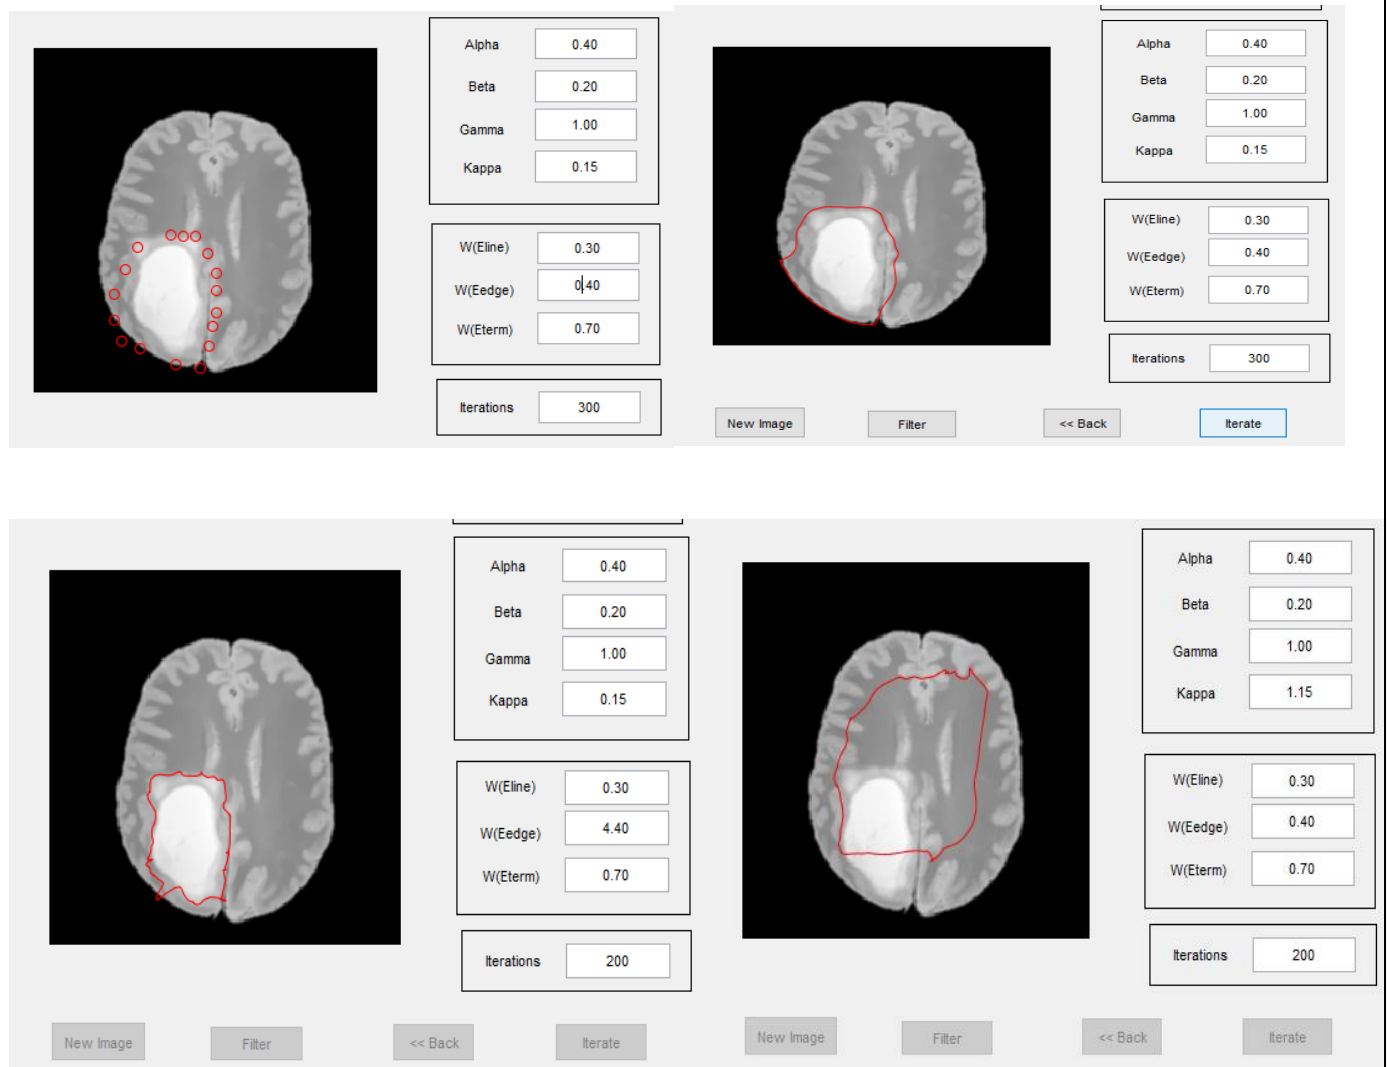 Alpha 0.40
Beta 0.20
Gamma 1.00
Kappa 0.15
W(Eline) 0.30
W(Eedge) 0.40
W(Eterm) 0.70
Iterations 300
Alpha 0.40
Beta 0.20
Gamma 1.00
Kappa 0.15
W(Eline) 0.30
W(Eedge) 0.40
W(Eterm) 0.70
Iterations 300
New Image Filter << Back Iterate
Alpha 0.40
Beta 0.20
Gamma 1.00
Kappa 0.15
W(Eline) 0.30
W(Eedge) 4.40
W(Eterm) 0.70
Iterations 200
New Image Filter << Back Iterate
Alpha 0.40
Beta 0.20
Gamma 1.00
Kappa 1.15
W(Eline) 0.30
W(Eedge) 0.40
W(Eterm) 0.70
Iterations 200
New Image Filter << Back Iterate